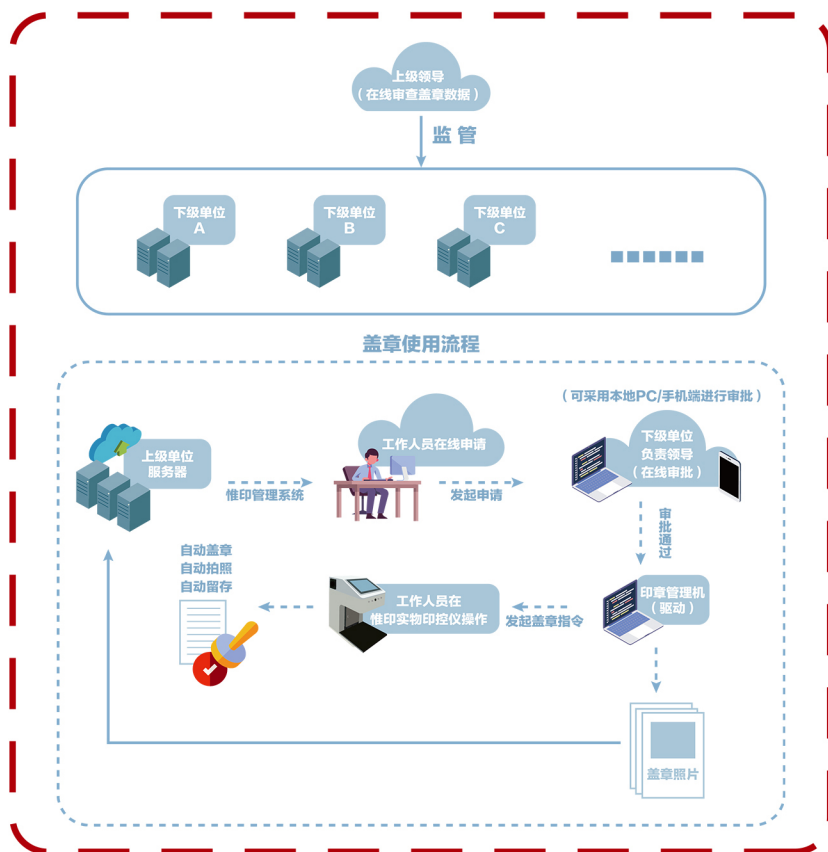 上级领导
（在线审查盖章数据）
监 管
下级单位
A
下级单位
B
下级单位
C
盖章使用流程
（可采用本地PC/手机端进行审批）
上级单位
服务器
惟印管理系统
工作人员在线申请
发起申请
下级单位
负责领导
（在线审批）
审批通过
自动盖章
自动拍照
自动留存
工作人员在
惟印实物印控仪操作
发起盖章指令
印章管理机
（驱动）
盖章照片